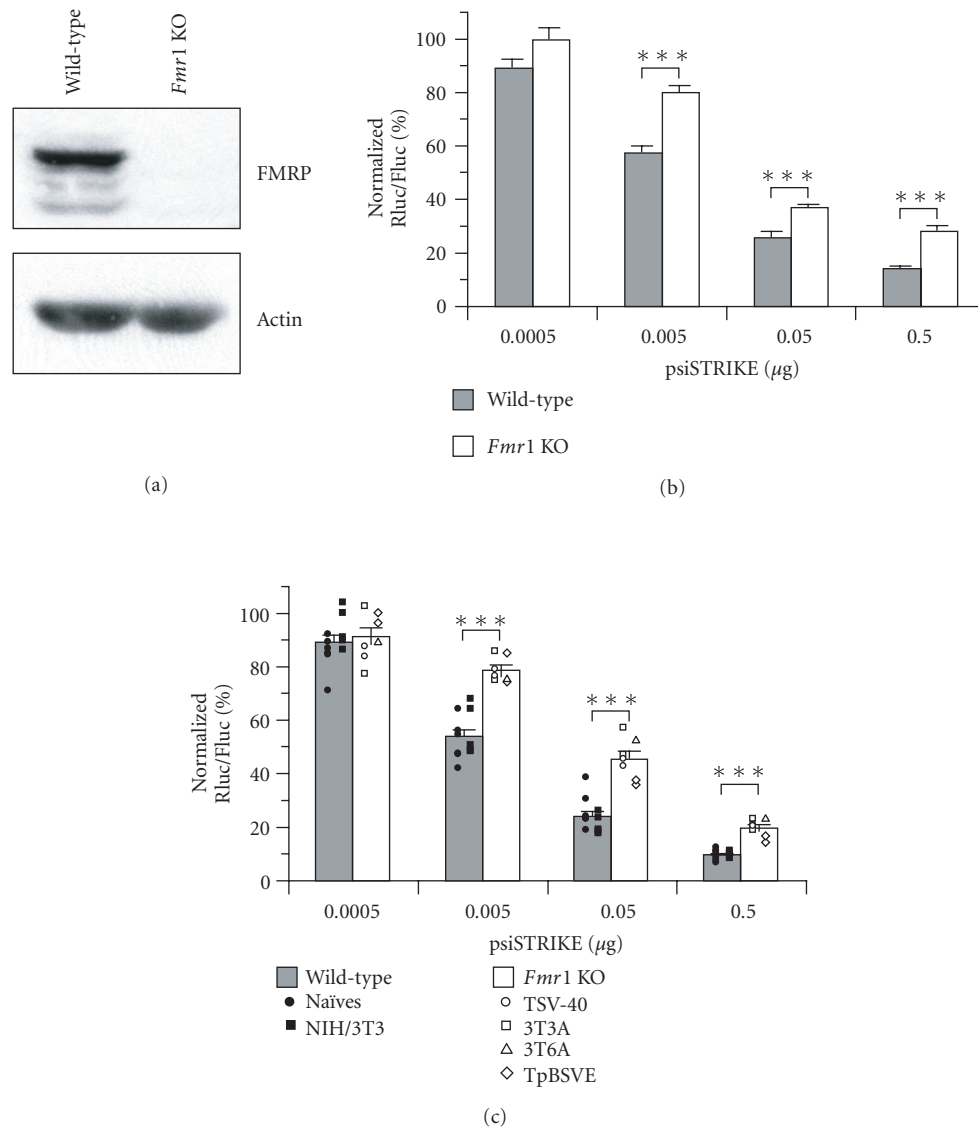 Wild-type
Fmr1 KO
FMRP
Actin
(a)
Normalized
Rluc/Fluc (%)
100
80
60
40
20
0
∗∗∗
∗∗∗
∗∗∗
0.0005
0.005
0.05
0.5
psiSTRIKE (µg)
Wild-type
Fmr1 KO
(b)
Normalized
Rluc/Fluc (%)
100
80
60
40
20
0
∗∗∗
∗∗∗
∗∗∗
0.0005
0.005
0.05
0.5
psiSTRIKE (µg)
Wild-type
Naïves
NIH/3T3
Fmr1 KO
TSV-40
3T3A
3T6A
TpBSVE
(c)